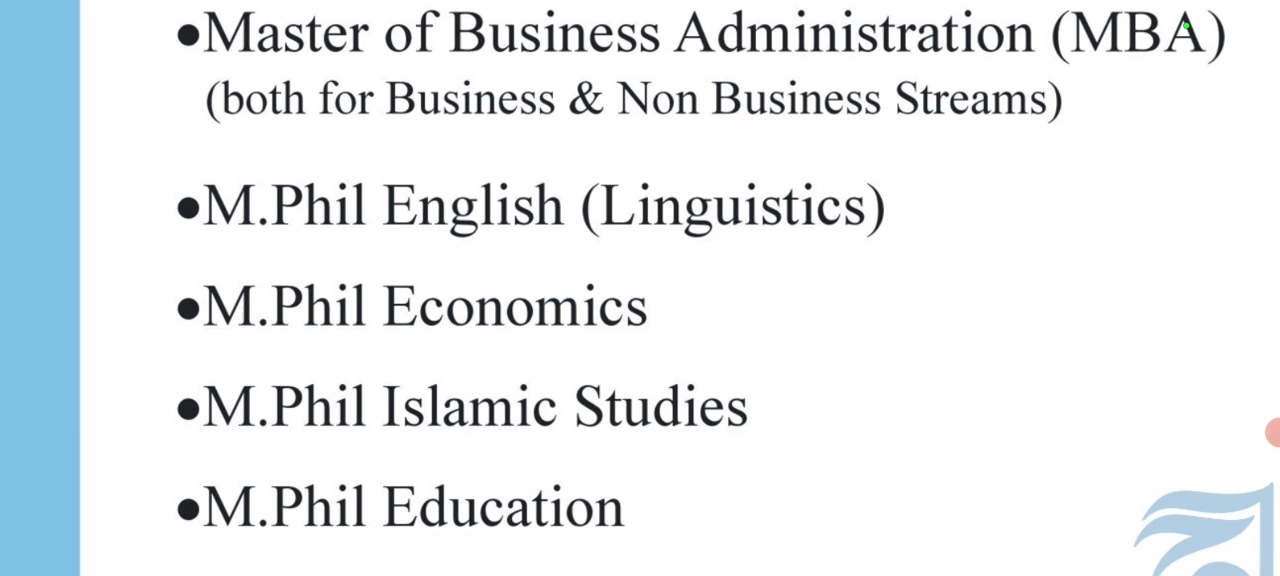 ●Master of Business Administration (MBA)
(both for Business & Non Business Streams)
●M.Phil English (Linguistics)
●M.Phil Economics
●M.Phil Islamic Studies
●M.Phil Education